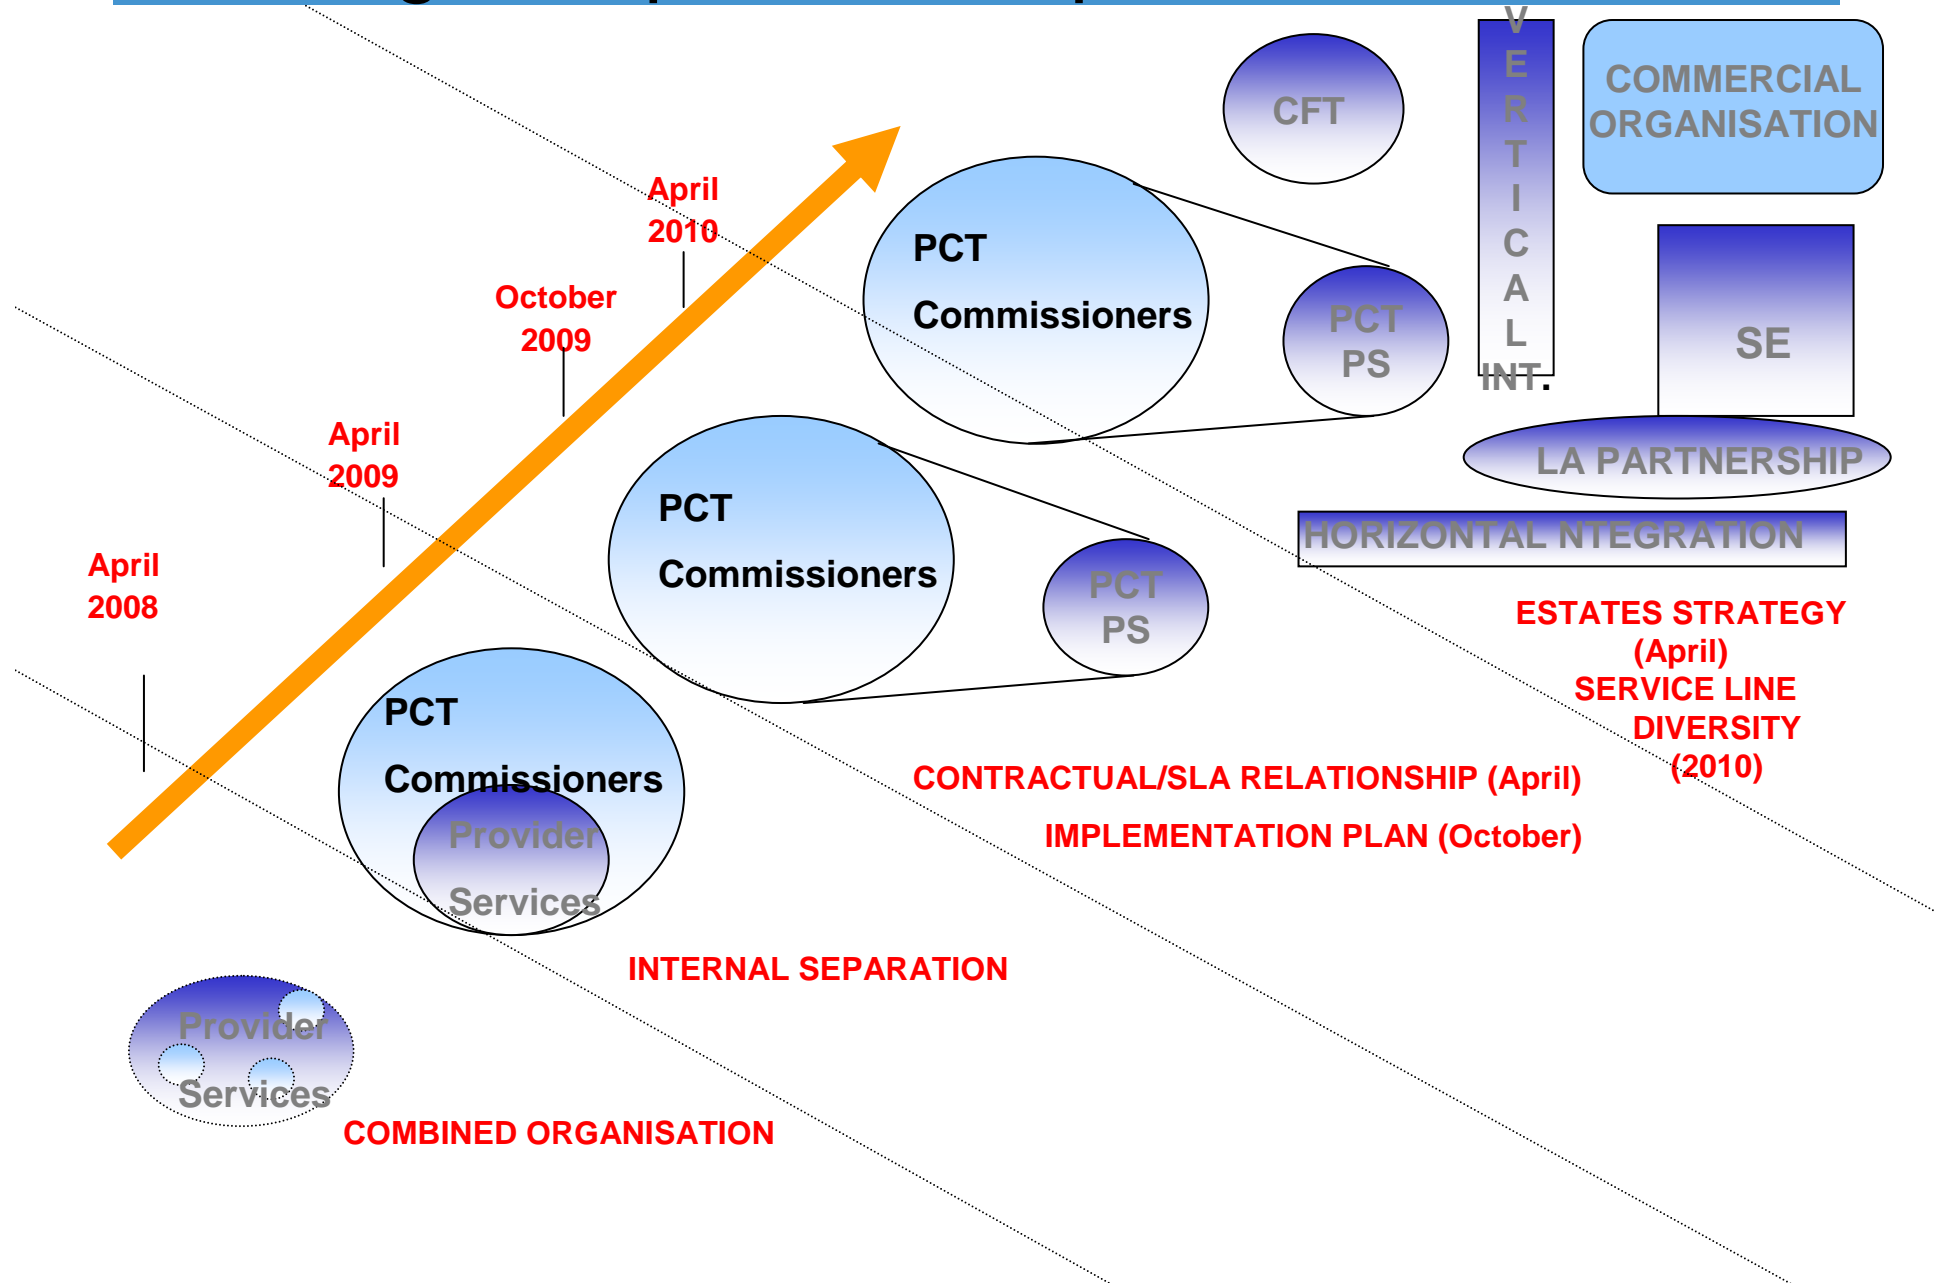 CFT
V
E
R
T
I
C
A
L
INT.
COMMERCIAL
ORGANISATION
April
2010
PCT
Commissioners
PCT
PS
SE
October
2009
LA PARTNERSHIP
HORIZONTAL NTEGRATION
April
2009
PCT
Commissioners
PCT
PS
April
2008
ESTATES STRATEGY
(April)
SERVICE LINE
DIVERSITY
(2010)
PCT
Commissioners
Provider
Services
CONTRACTUAL/SLA RELATIONSHIP (April)
IMPLEMENTATION PLAN (October)
INTERNAL SEPARATION
Provider
Services
COMBINED ORGANISATION